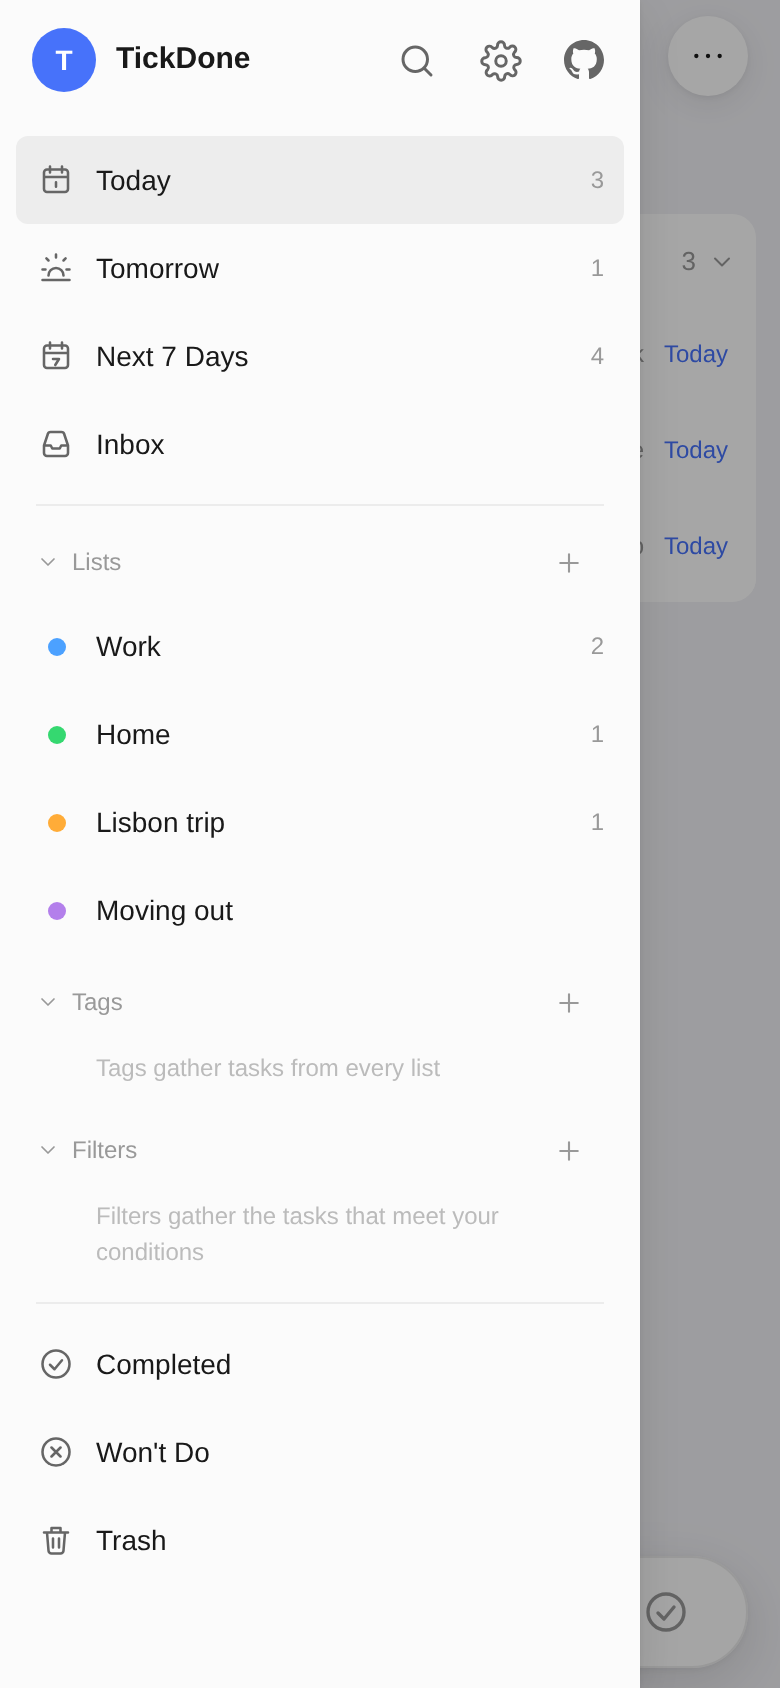 T TickDone
Today 3
Tomorrow 1
Next 7 Days 4
Inbox
Lists
Work 2
Home 1
Lisbon trip 1
Moving out
Tags
Tags gather tasks from every list
Filters
Filters gather the tasks that meet your
conditions
Completed
Won't Do
Trash
3
Today
Today
Today